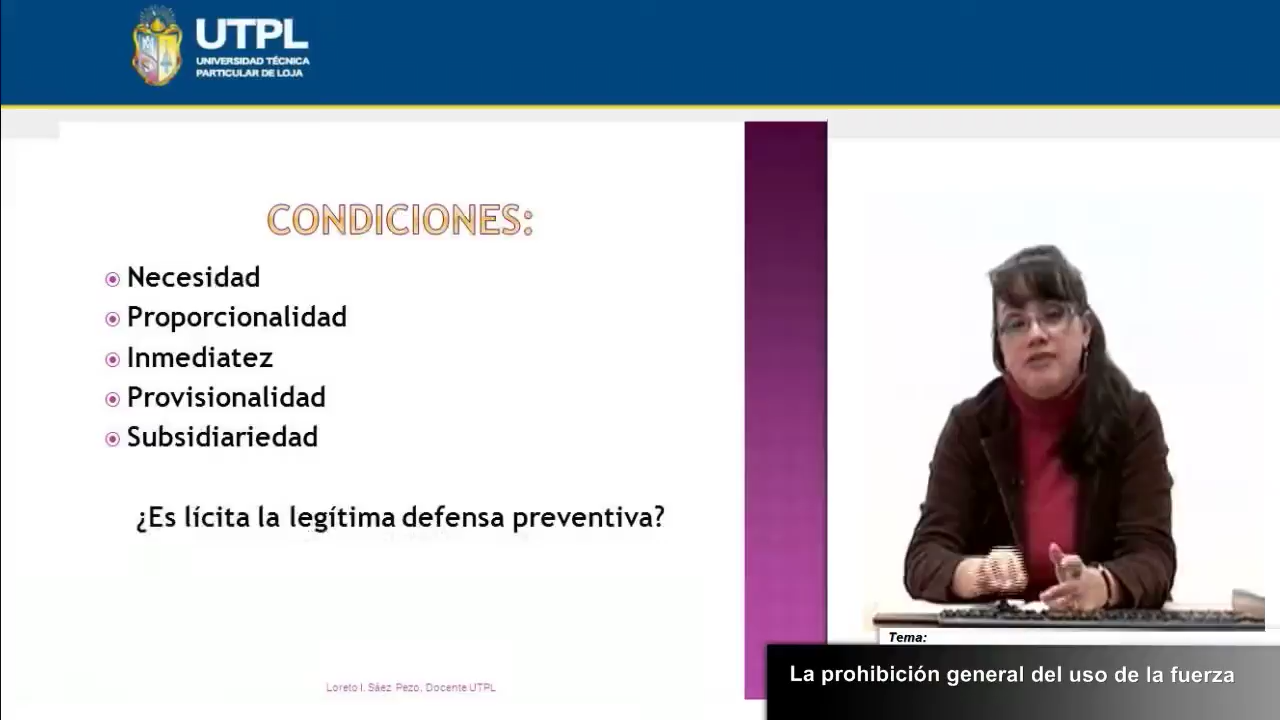 UTPL
UNIVERSIDAD TÉCNICA
PARTICULAR DE LOJA
CONDICIONES:
Necesidad
Proporcionalidad
Inmediatez
Provisionalidad
Subsidiariedad
¿Es lícita la legítima defensa preventiva?
Loreto I. Sáez Pezo, Docente UTPL
Tema:
La prohibición general del uso de la fuerza